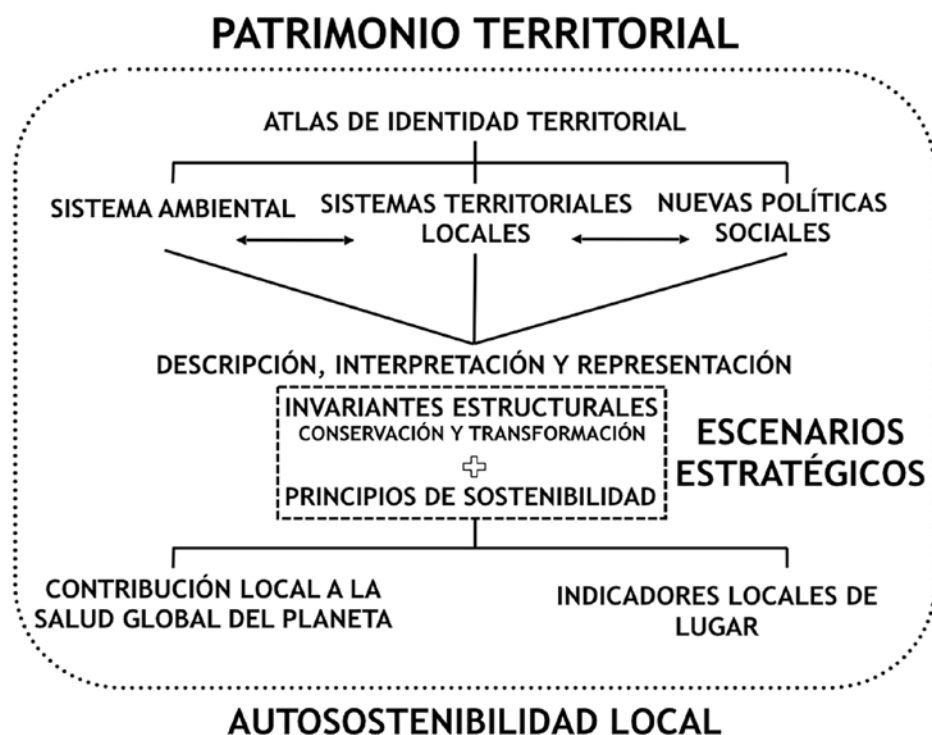 PATRIMONIO TERRITORIAL
ATLAS DE IDENTIDAD TERRITORIAL
SISTEMA AMBIENTAL
SISTEMAS TERRITORIALES
LOCALES
NUEVAS POLÍTICAS
SOCIALES
DESCRIPCIÓN, INTERPRETACIÓN Y REPRESENTACIÓN
INVARIANTES ESTRUCTURALES
CONSERVACIÓN Y TRANSFORMACIÓN
PRINCIPIOS DE SOSTENIBILIDAD
ESCENARIOS
ESTRATÉGICOS
CONTRIBUCIÓN LOCAL A LA
SALUD GLOBAL DEL PLANETA
INDICADORES LOCALES DE
LUGAR
AUTOSOSTENIBILIDAD LOCAL